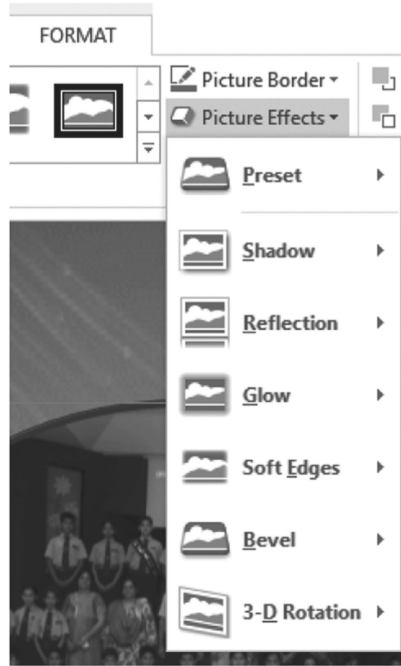 FORMAT
Picture Border
Picture Effects
Preset
Shadow
Reflection
Glow
Soft Edges
Bevel
3-D Rotation